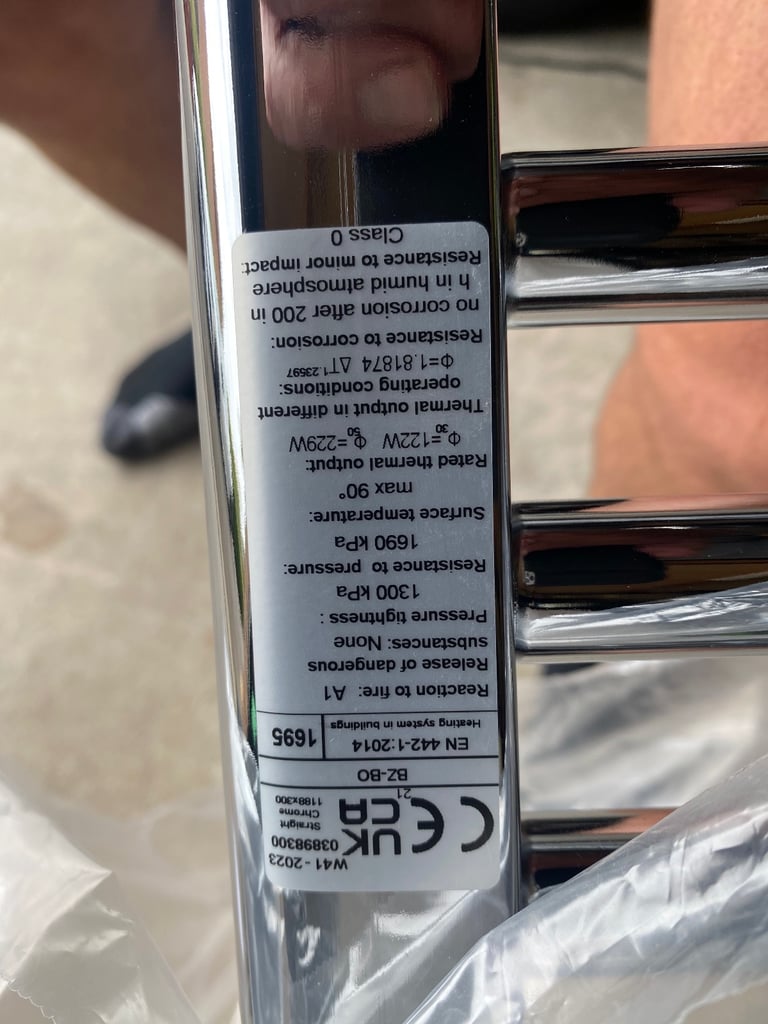 W41 - 2023
03898300
Straight
Chrome
1188x300
CE UK CA
21
BZ-BO
EN 442-1:2014
Heating system in buildings
1695
Reaction to fire: A1
Release of dangerous
substances: None
Pressure tightness :
1300 kPa
Resistance to pressure:
1690 kPa
Surface temperature:
max 90°
Rated thermal output:
Φ30=122W Φ50=229W
Thermal output in different
operating conditions:
Φ=1.81874 ΔT1.23597
Resistance to corrosion:
no corrosion after 200 in
h in humid atmosphere
Resistance to minor impact:
Class 0